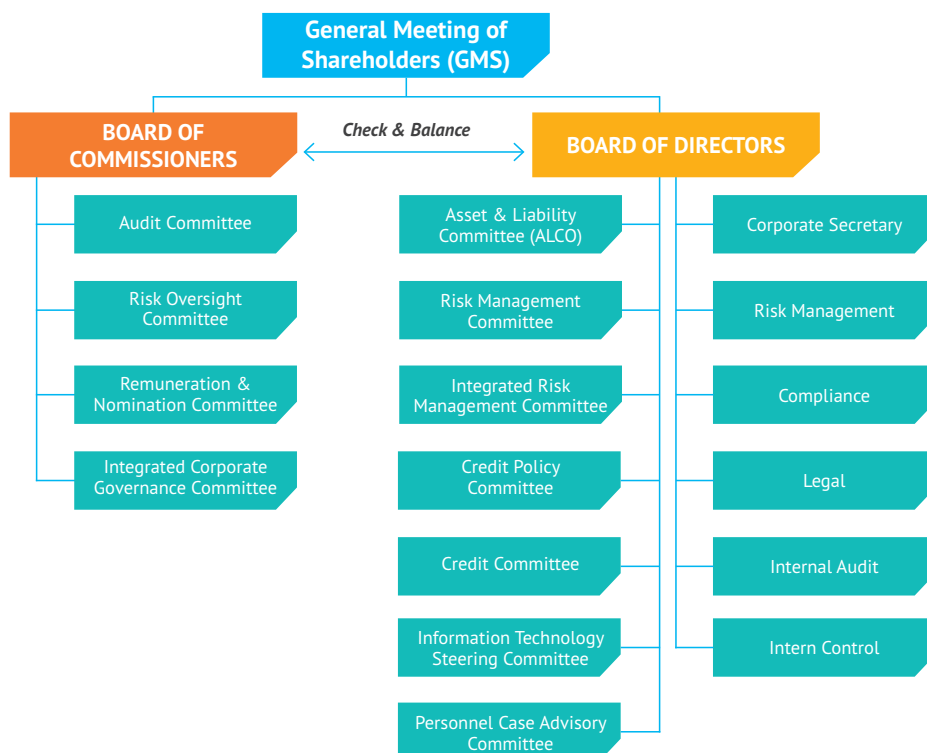 General Meeting of
Shareholders (GMS)
BOARD OF
COMMISSIONERS
Check & Balance
BOARD OF DIRECTORS
Audit Committee
Risk Oversight
Committee
Remuneration &
Nomination Committee
Integrated Corporate
Governance Committee
Asset & Liability
Committee (ALCO)
Risk Management
Committee
Integrated Risk
Management Committee
Credit Policy
Committee
Credit Committee
Information Technology
Steering Committee
Personnel Case Advisory
Committee
Corporate Secretary
Risk Management
Compliance
Legal
Internal Audit
Intern Control